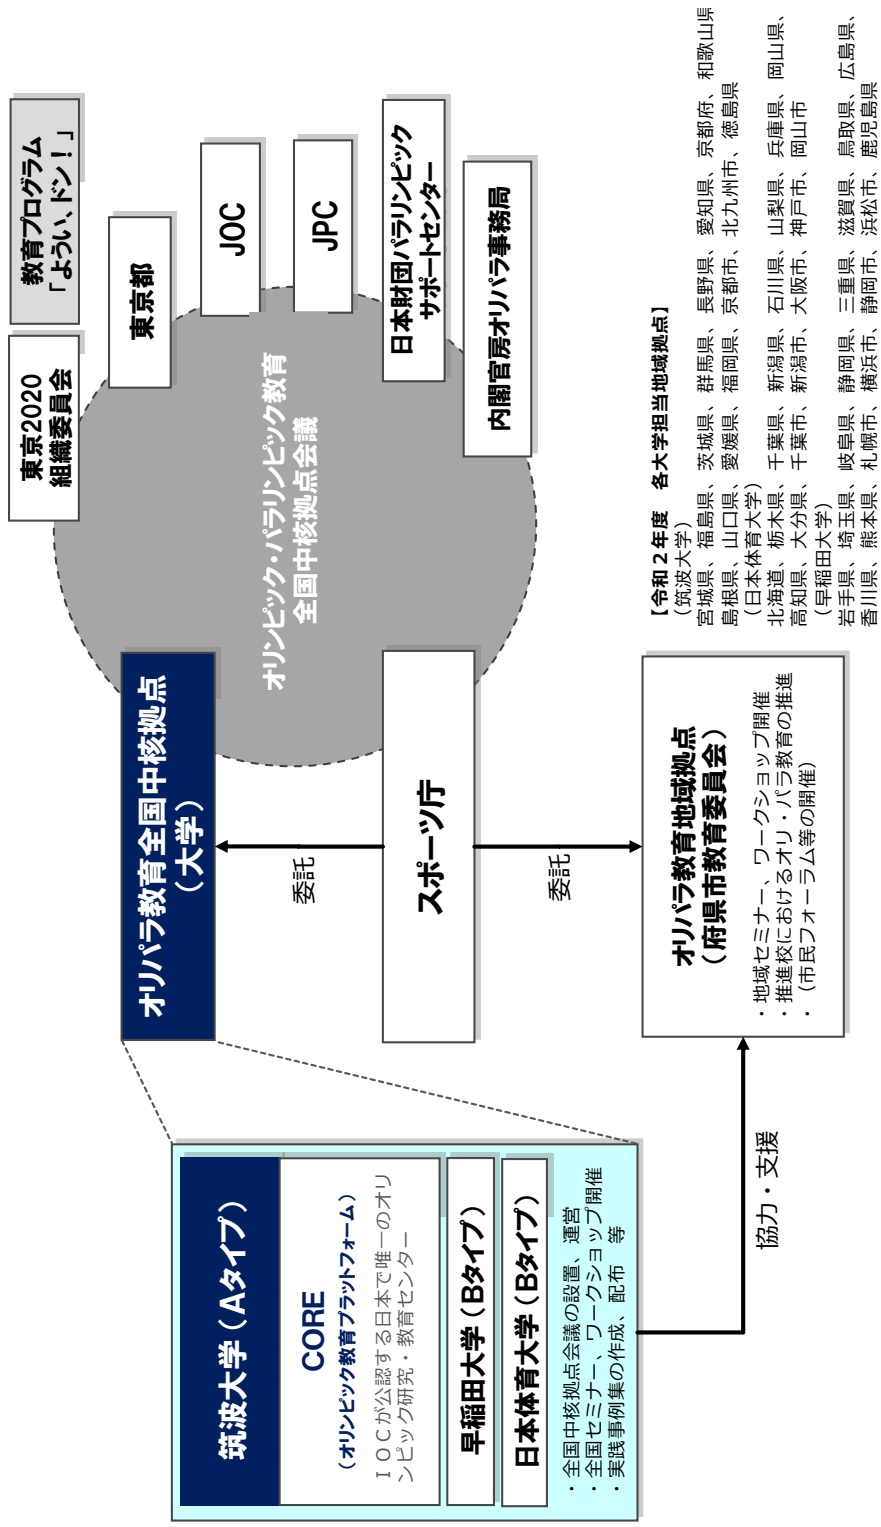 東京2020
組織委員会
教育プログラム
「ようい、ドン！」
東京都
JOC
JPC
日本財団パラリンピック
サポートセンター
内閣官房オリパラ事務局
オリンピック・パラリンピック教育
全国中核拠点会議
オリパラ教育全国中核拠点
（大学）
委託
スポーツ庁
委託
オリパラ教育地域拠点
（府県市教育委員会）
・地域セミナー、ワークショップ開催
・推進校におけるオリ・パラ教育の推進
・（市民フォーラム等の開催）
筑波大学（Aタイプ）
CORE
（オリンピック教育プラットフォーム）
ＩＯＣが公認する日本で唯一のオリ
ンピック研究・教育センター
早稲田大学（Bタイプ）
日本体育大学（Bタイプ）
・全国中核拠点会議の設置、運営
・全国セミナー、ワークショップ開催
・実践事例集の作成、配布　等
協力・支援
【令和２年度　各大学担当地域拠点】
（筑波大学）
宮城県、福島県、茨城県、群馬県、長野県、愛知県、京都府、和歌山県
島根県、山口県、愛媛県、福岡県、京都市、北九州市、徳島県
（日本体育大学）
北海道、栃木県、千葉県、新潟県、石川県、山梨県、兵庫県、岡山県、
高知県、大分県、千葉市、新潟市、大阪市、神戸市、岡山市
（早稲田大学）
岩手県、埼玉県、岐阜県、静岡県、三重県、滋賀県、鳥取県、広島県、
香川県、熊本県、札幌市、横浜市、静岡市、浜松市、鹿児島県